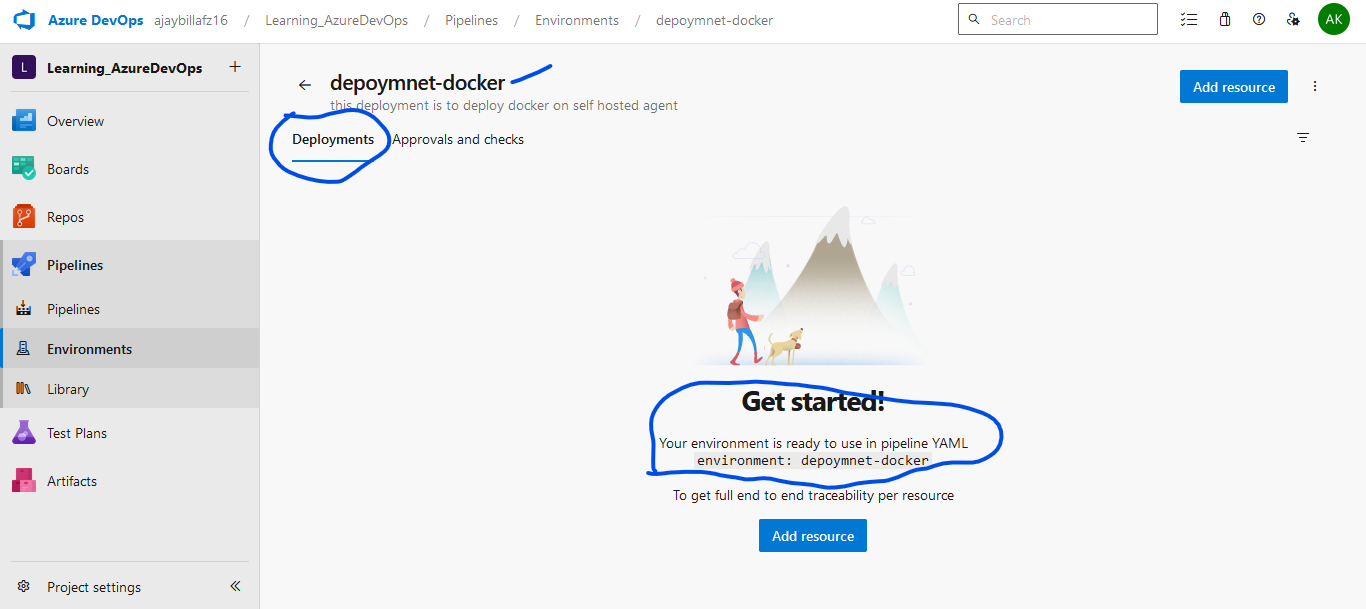 Azure DevOps ajaybillafz16 / Learning_AzureDevOps / Pipelines / Environments / depoymnet-docker Search AK
L Learning_AzureDevOps +
depoymnet-docker
Add resource
this deployment is to deploy docker on self hosted agent
Overview
Deployments Approvals and checks
Boards
Repos
Pipelines
Pipelines
Environments
Library
Test Plans
Artifacts
Get started!
Your environment is ready to use in pipeline YAML
environment: depoymnet-docker
To get full end to end traceability per resource
Add resource
Project settings